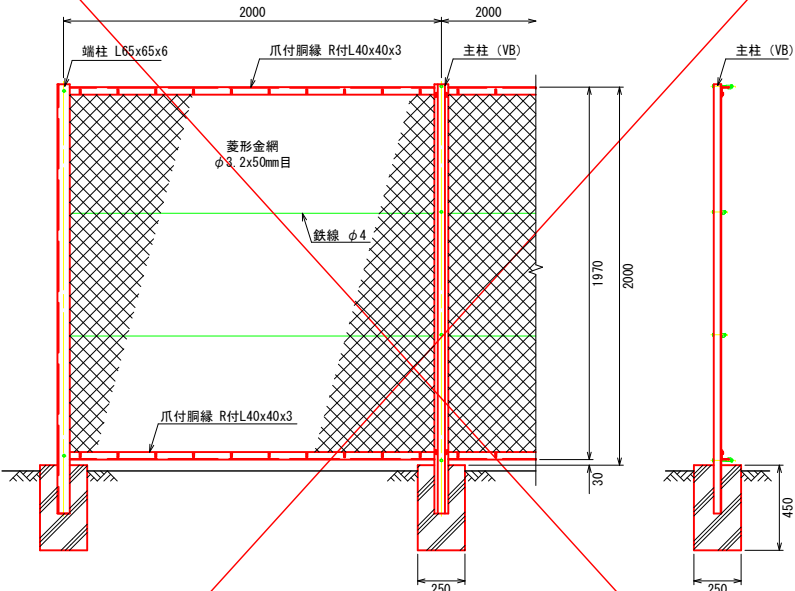 2000
2000
端柱 L65x65x6
爪付胴縁 R付L40x40x3
主柱 (VB)
主柱 (VB)
菱形金網
φ3.2x50mm目
鉄線 φ4
1970
2000
爪付胴縁 R付L40x40x3
30
450
250
250